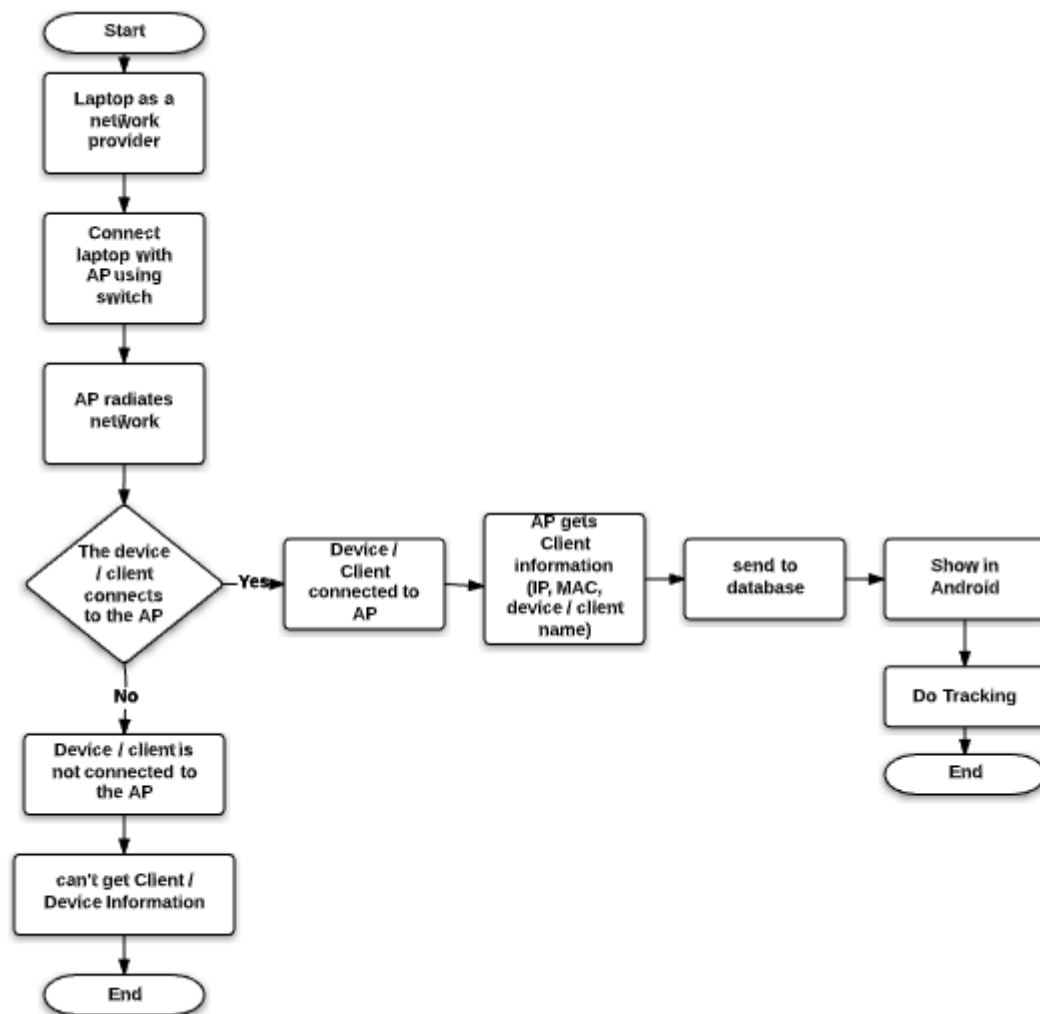 Start
Laptop as a
network
provider
Connect
laptop with
AP using
switch
AP radiates
network
The device
/ client
connects
to the AP
Yes
Device /
Client
connected to
AP
AP gets
Client
information
(IP, MAC,
device / client
name)
send to
database
Show in
Android
Do Tracking
End
No
Device / client is
not connected to
the AP
can't get Client /
Device Information
End